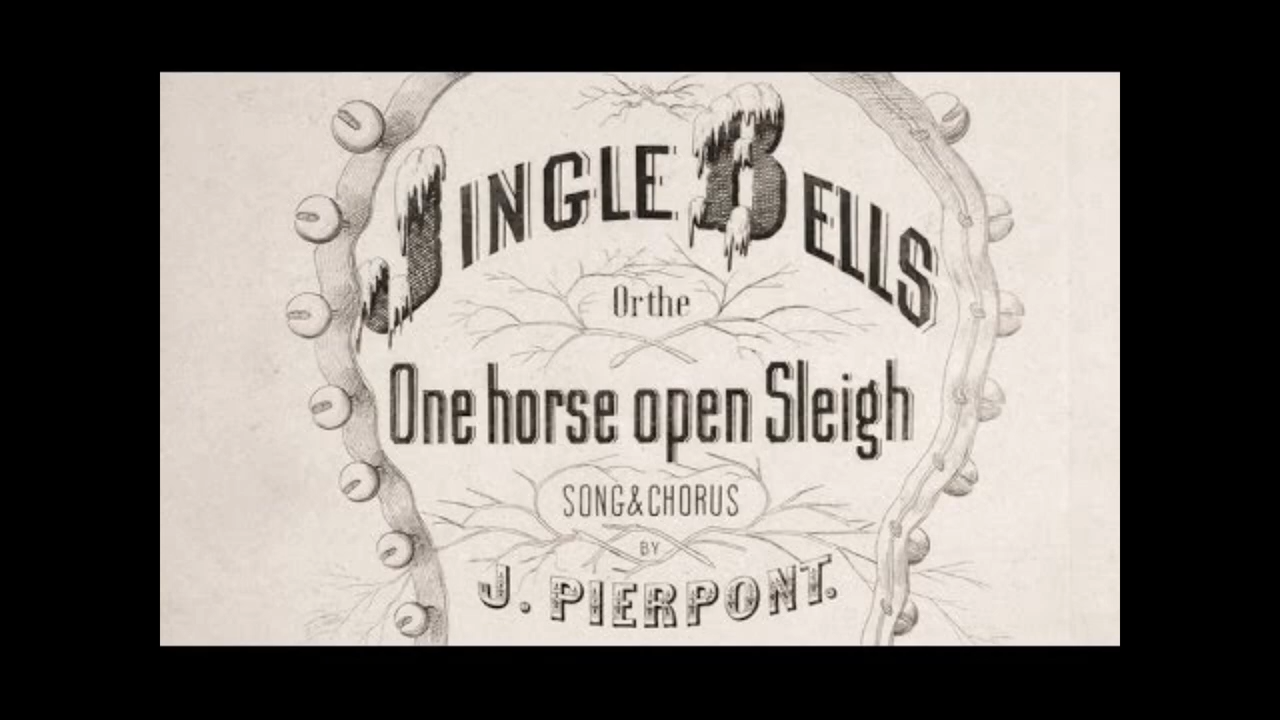 JINGLE BELLS
Or the
One horse open Sleigh
SONG & CHORUS
BY
J. PIERPONT.